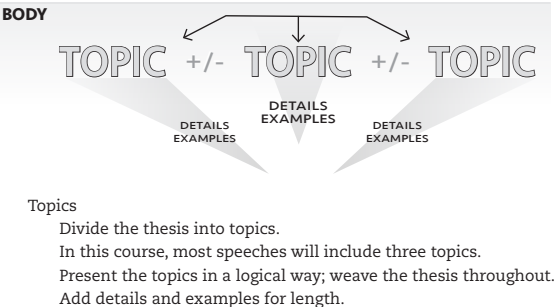 BODY
TOPIC +/- TOPIC +/- TOPIC
DETAILS
EXAMPLES
DETAILS
EXAMPLES
DETAILS
EXAMPLES
Topics
Divide the thesis into topics.
In this course, most speeches will include three topics.
Present the topics in a logical way; weave the thesis throughout.
Add details and examples for length.